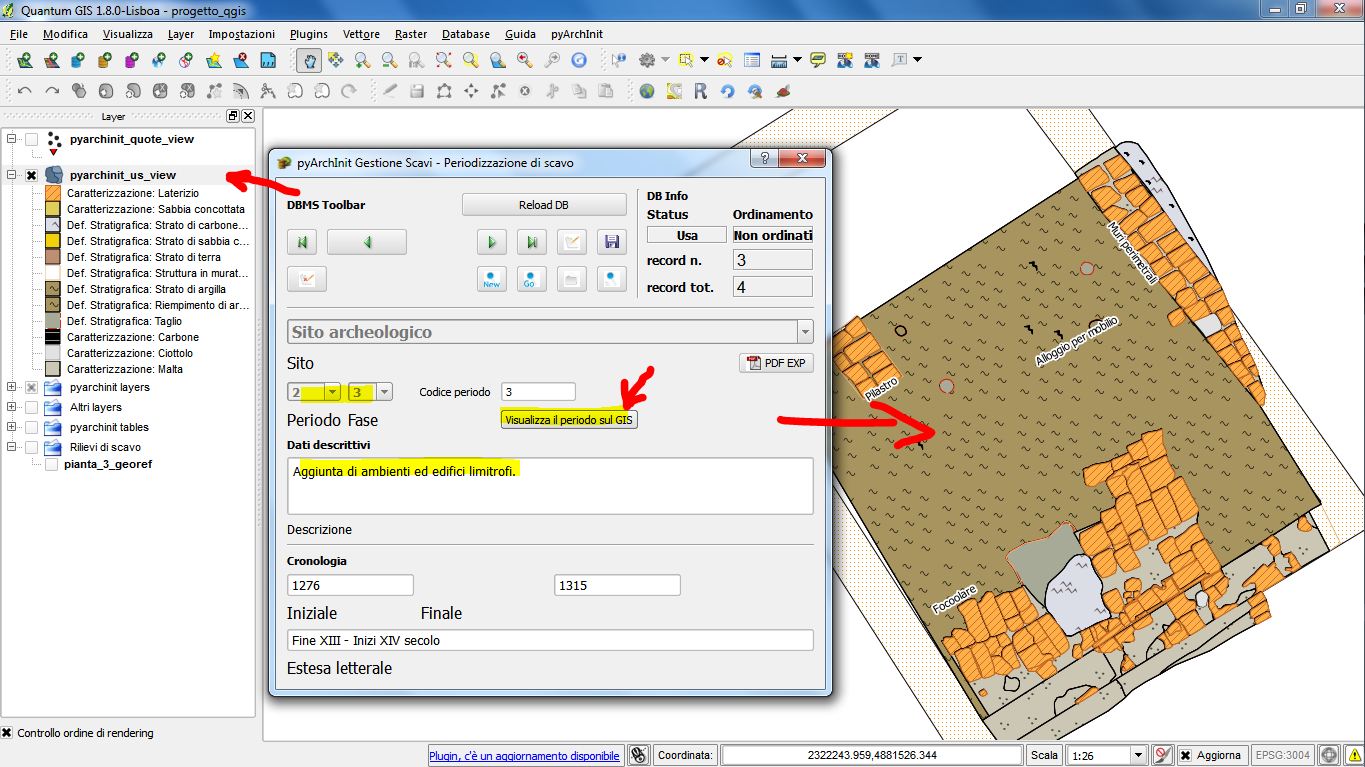 Quantum GIS 1.8.0-Lisboa - progetto_qgis
File Modifica Visualizza Layer Impostazioni Plugins Vettore Raster Database Guida pyArchInit
Layer
pyarchinit_quote_view
pyarchinit_us_view
Caratterizzazione: Laterizio
Caratterizzazione: Sabbia concottata
Def. Stratigrafica: Strato di carbone...
Def. Stratigrafica: Strato di sabbia c...
Def. Stratigrafica: Strato di terra
Def. Stratigrafica: Struttura in murat...
Def. Stratigrafica: Strato di argilla
Def. Stratigrafica: Riempimento di ar...
Def. Stratigrafica: Taglio
Caratterizzazione: Carbone
Caratterizzazione: Ciottolo
Caratterizzazione: Malta
pyarchinit layers
Altri layers
pyarchinit tables
Rilievi di scavo
pianta_3_georef
Controllo ordine di rendering
pyArchInit Gestione Scavi - Periodizzazione di scavo
DBMS Toolbar
Reload DB
New
Go
DB Info
Status Ordinamento
Usa Non ordinati
record n. 3
record tot. 4
Sito archeologico
Sito
PDF EXP
2 3 Codice periodo 3
Periodo Fase
Visualizza il periodo sul GIS
Dati descrittivi
Aggiunta di ambienti ed edifici limitrofi.
Descrizione
Cronologia
1276 1315
Iniziale Finale
Fine XIII - Inizi XIV secolo
Estesa letterale
Muri perimetrali
Alloggio per mobilio
Pilastro
Focoolare
Plugin, c'è un aggiornamento disponibile
Coordinata: 2322243.959,4881526.344
Scala 1:26
Aggiorna
EPSG:3004